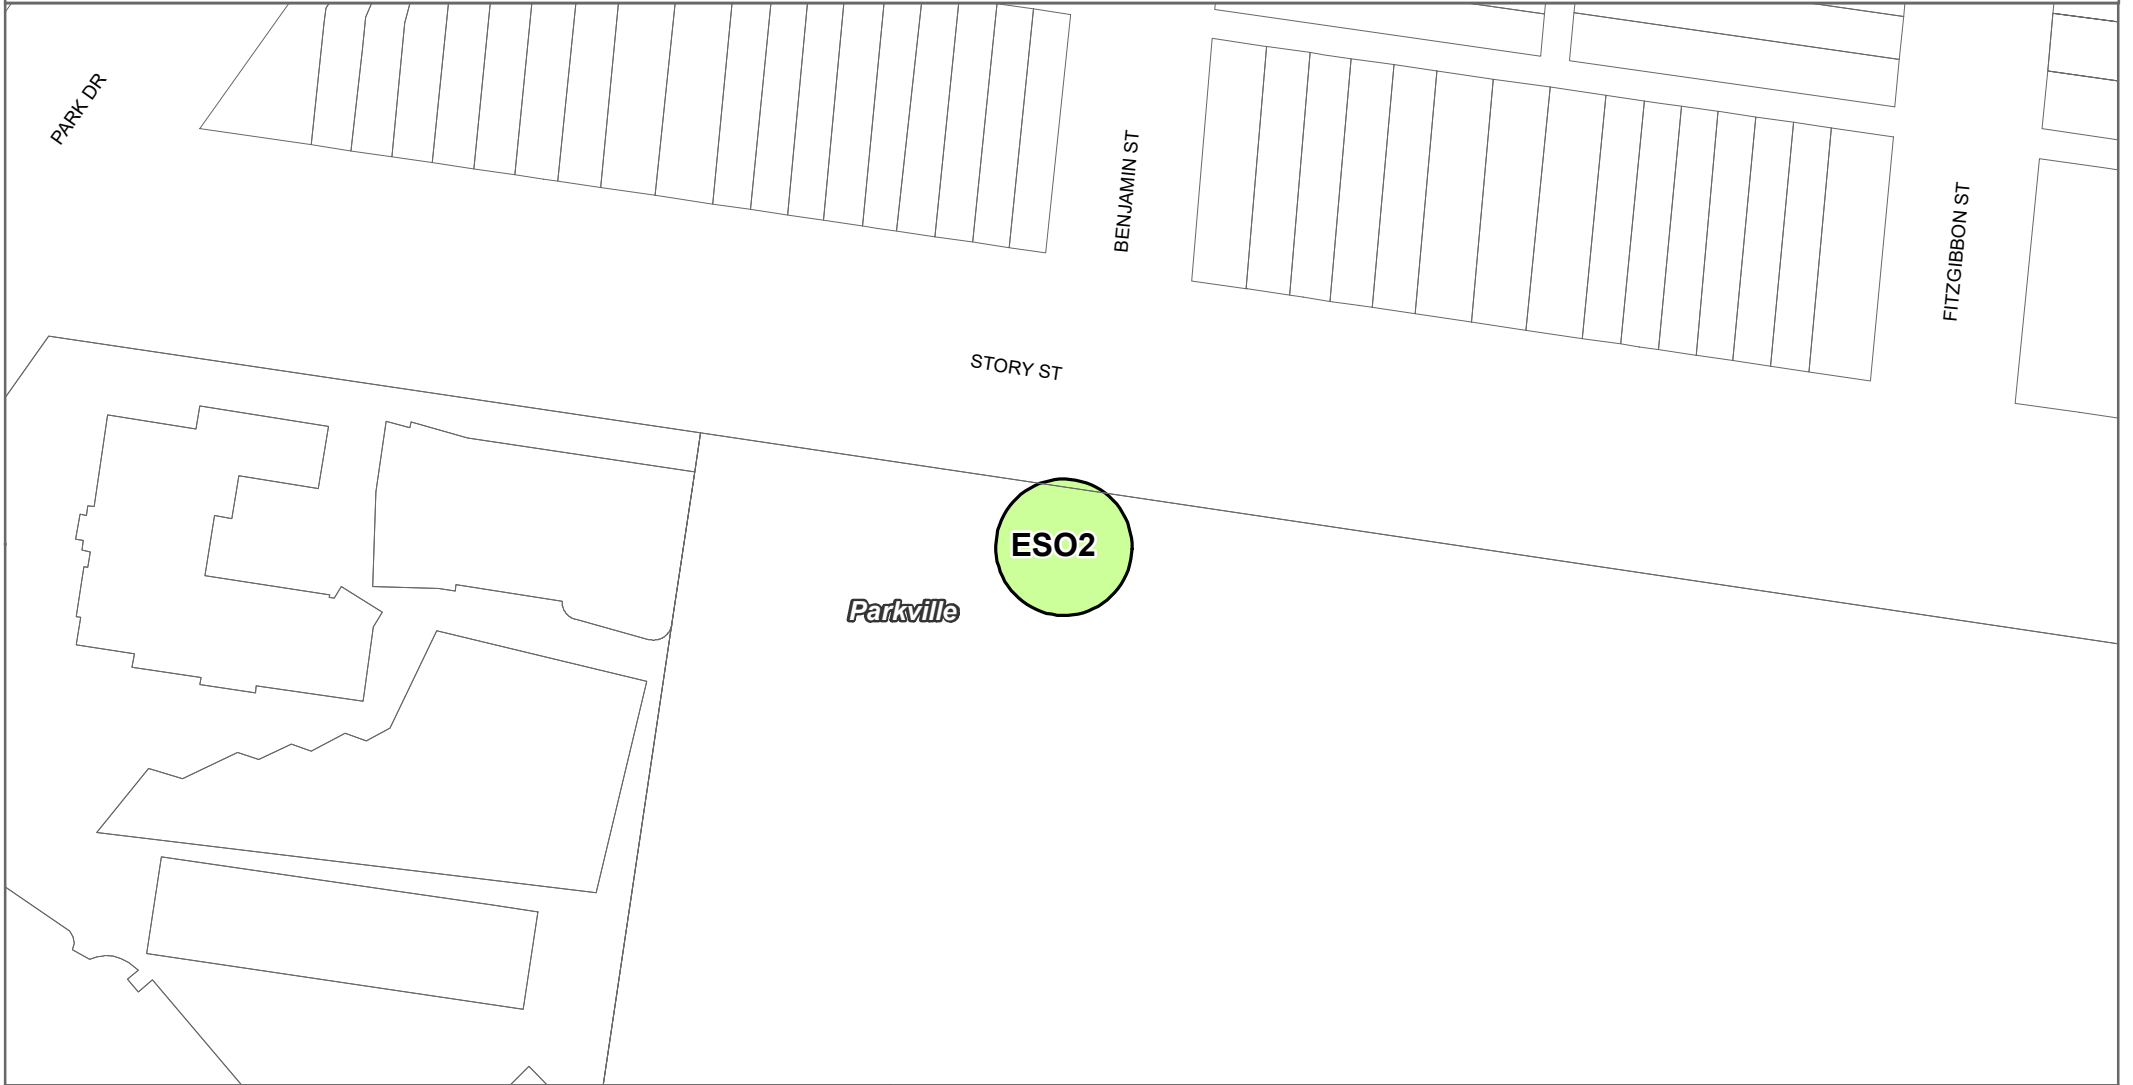 PARK DR
BENJAMIN ST
FITZGIBBON ST
STORY ST
ESO2
Parkville